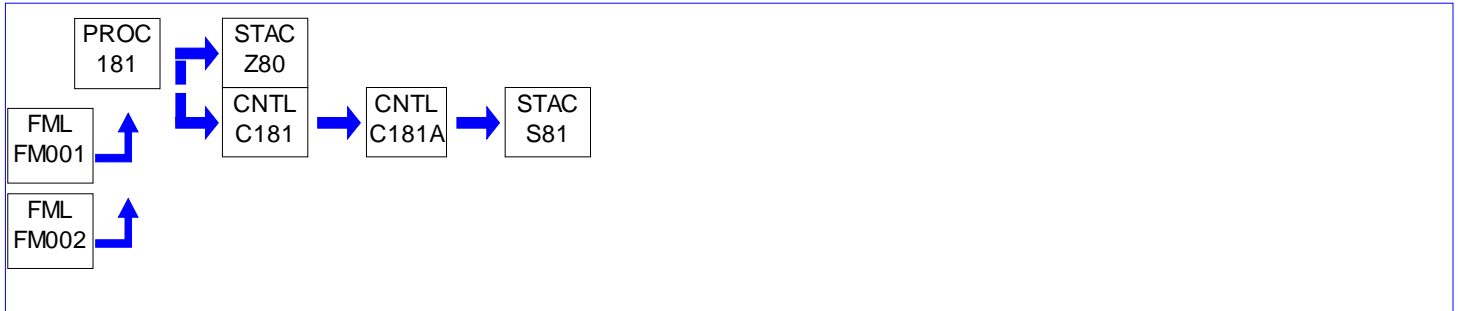 PROC
181
STAC
Z80
CNTL
C181
CNTL
C181A
STAC
S81
FML
FM001
FML
FM002